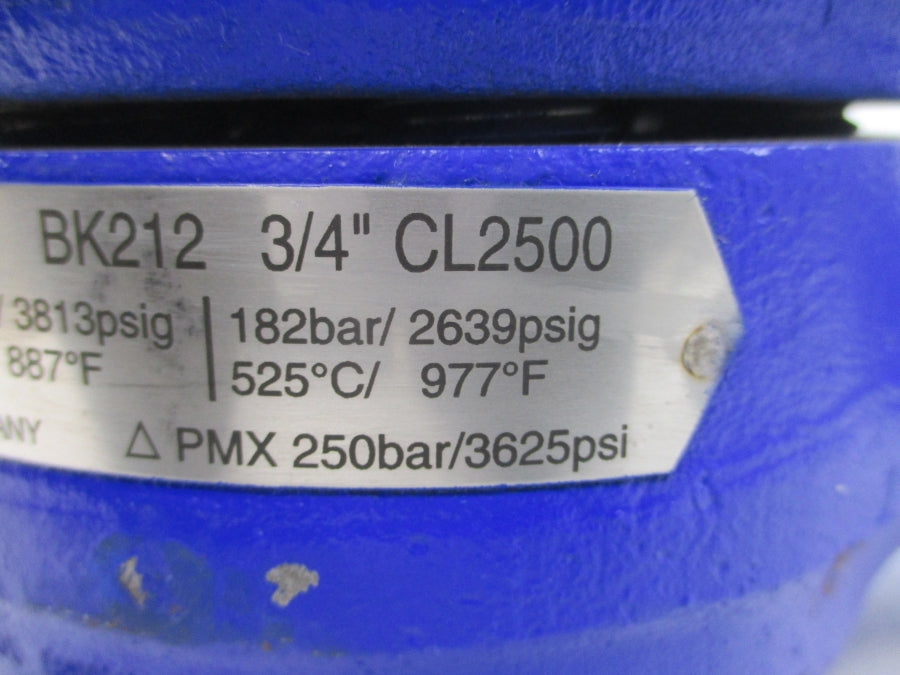 BK212 3/4" CL2500
/ 3813psig | 182bar/ 2639psig
887°F | 525°C/ 977°F
ANY △ PMX 250bar/3625psi